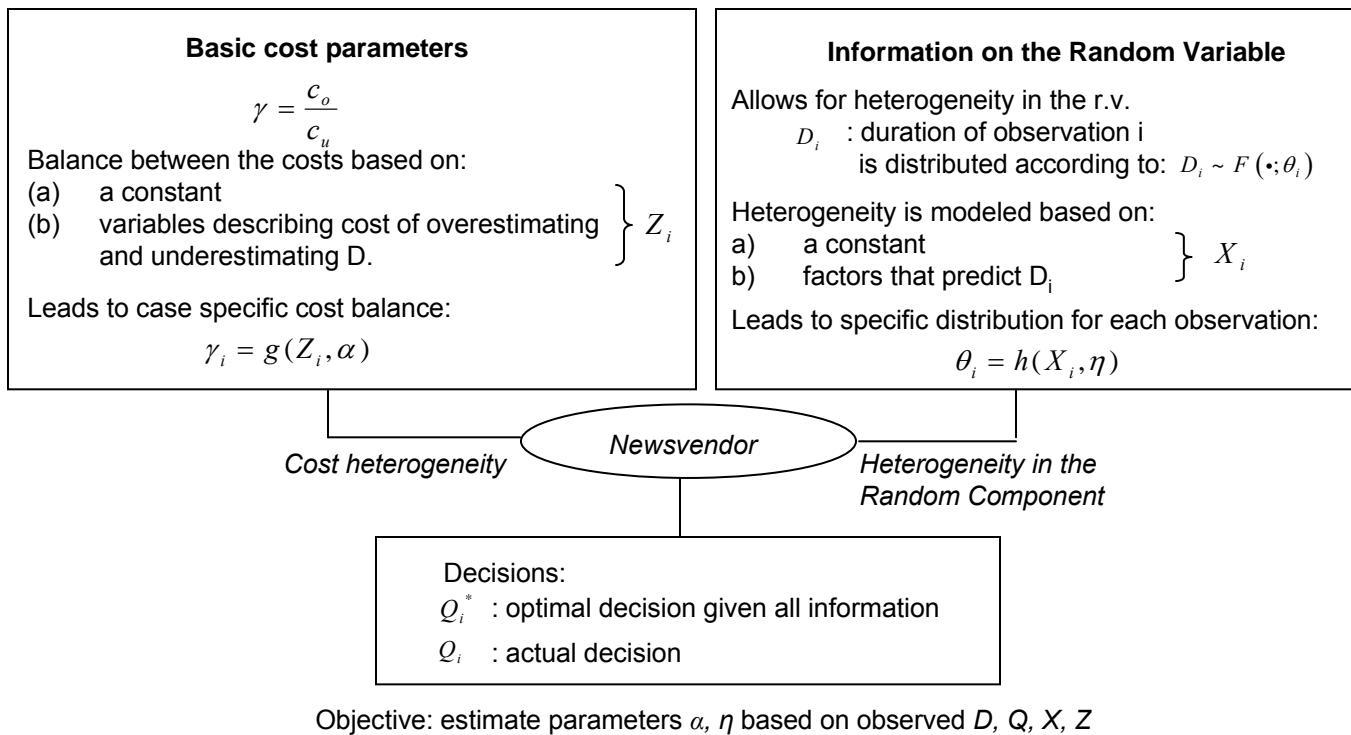 Basic cost parameters
γ = c_o / c_u
Balance between the costs based on:
(a) a constant
(b) variables describing cost of overestimating
and underestimating D.
} Z_i
Leads to case specific cost balance:
γ_i = g(Z_i, α)
Information on the Random Variable
Allows for heterogeneity in the r.v.
D_i : duration of observation i
is distributed according to: D_i ~ F(•;θ_i)
Heterogeneity is modeled based on:
a) a constant
b) factors that predict D_i
} X_i
Leads to specific distribution for each observation:
θ_i = h(X_i, η)
Newsvendor
Cost heterogeneity
Heterogeneity in the
Random Component
Decisions:
Q_i^* : optimal decision given all information
Q_i : actual decision
Objective: estimate parameters α, η based on observed D, Q, X, Z